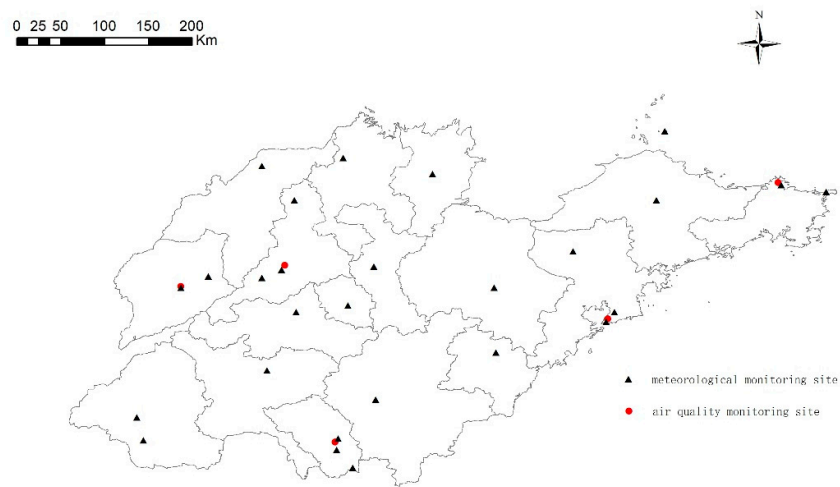 N
0 25 50 100 150 200
Km
meteorological monitoring site
air quality monitoring site